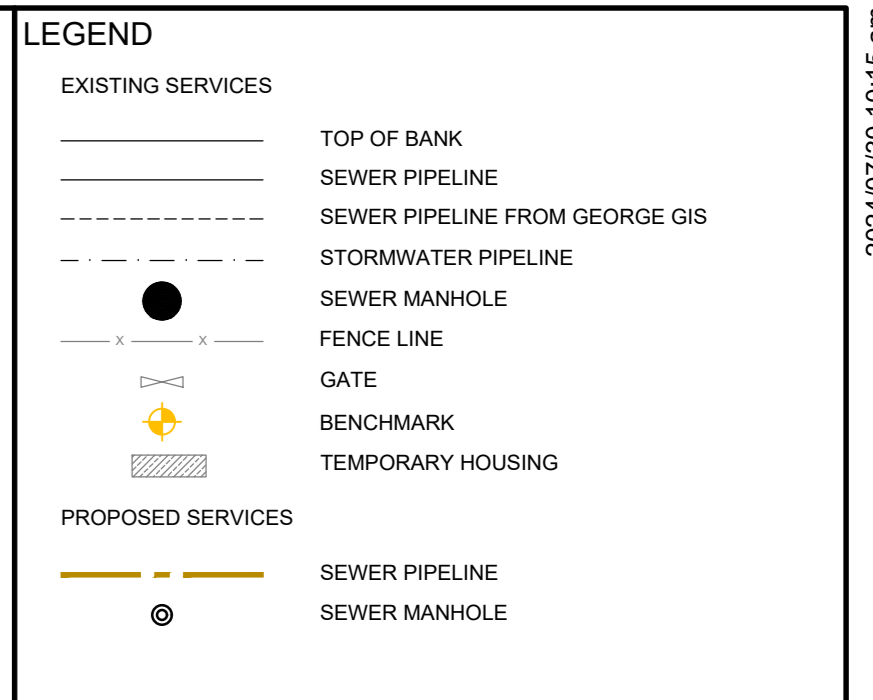 LEGEND
EXISTING SERVICES
TOP OF BANK
SEWER PIPELINE
SEWER PIPELINE FROM GEORGE GIS
STORMWATER PIPELINE
SEWER MANHOLE
X X
FENCE LINE
GATE
BENCHMARK
TEMPORARY HOUSING
PROPOSED SERVICES
SEWER PIPELINE
SEWER MANHOLE